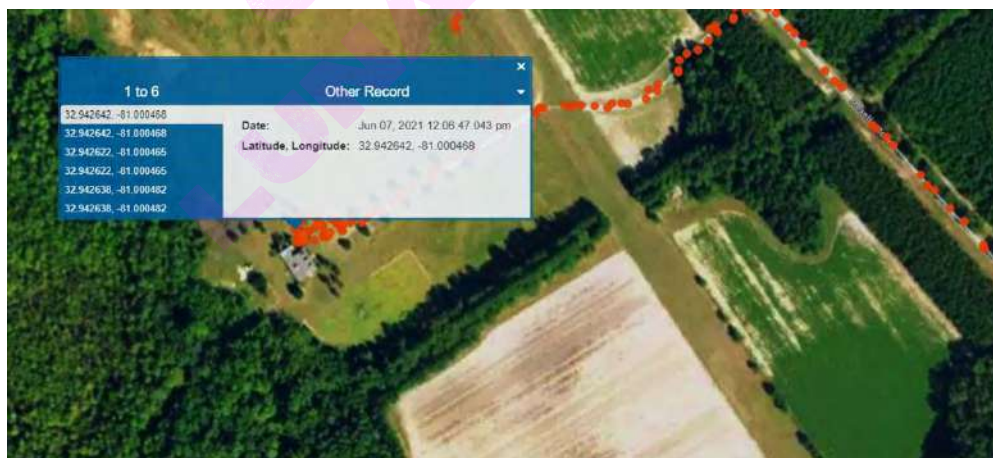 ×
1 to 6
Other Record
32.942642, -81.000468
32.942642, -81.000468
32.942622, -81.000465
32.942622, -81.000465
32.942638, -81.000482
32.942638, -81.000482
Date: Jun 07, 2021 12:06:47.043 pm
Latitude, Longitude: 32.942642, -81.000468